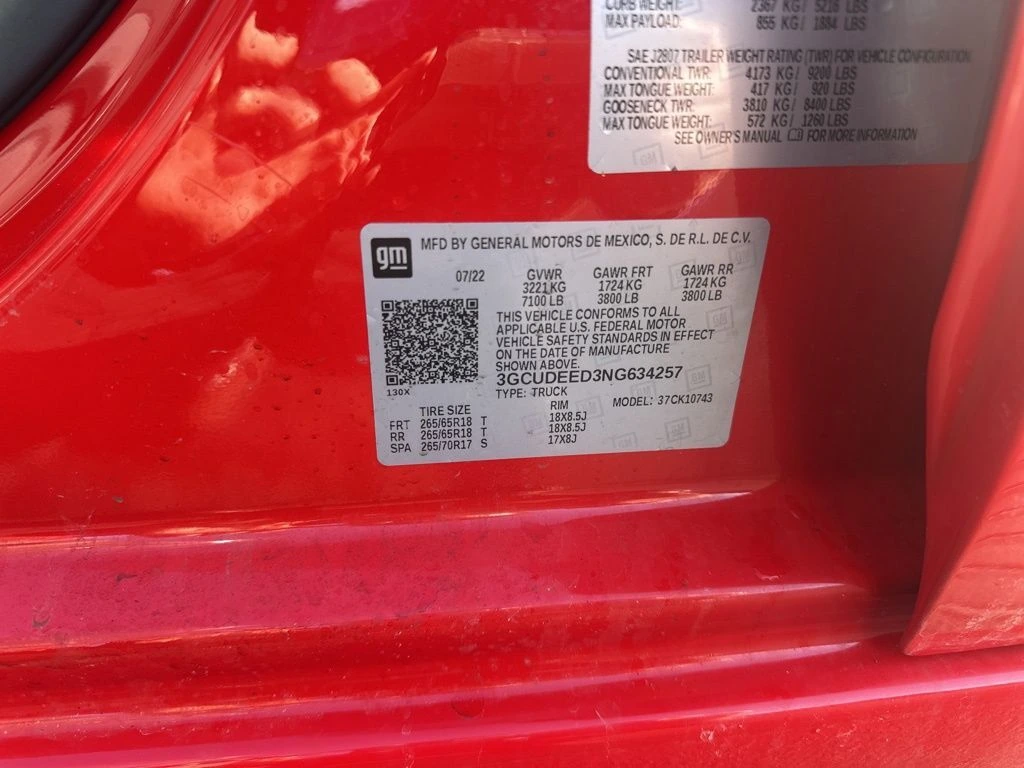 CURB WEIGHT: 2367 KG / 5218 LBS
MAX PAYLOAD: 855 KG / 1884 LBS
SAE J2807 TRAILER WEIGHT RATING (TWR) FOR VEHICLE CONFIGURATION
CONVENTIONAL TWR: 4173 KG / 9200 LBS
MAX TONGUE WEIGHT: 417 KG / 920 LBS
GOOSENECK TWR: 3810 KG / 8400 LBS
MAX TONGUE WEIGHT: 572 KG / 1260 LBS
SEE OWNER'S MANUAL FOR MORE INFORMATION
gm MFD BY GENERAL MOTORS DE MEXICO, S. DE R.L. DE C.V.
07/22 GVWR GAWR FRT GAWR RR
3221 KG 1724 KG 1724 KG
7100 LB 3800 LB 3800 LB
THIS VEHICLE CONFORMS TO ALL
APPLICABLE U.S. FEDERAL MOTOR
VEHICLE SAFETY STANDARDS IN EFFECT
ON THE DATE OF MANUFACTURE
SHOWN ABOVE.
3GCUDEED3NG634257
130X
TYPE: TRUCK MODEL: 37CK10743
TIRE SIZE RIM
FRT 265/65R18 T 18X8.5J
RR 265/65R18 T 18X8.5J
SPA 265/70R17 S 17X8J